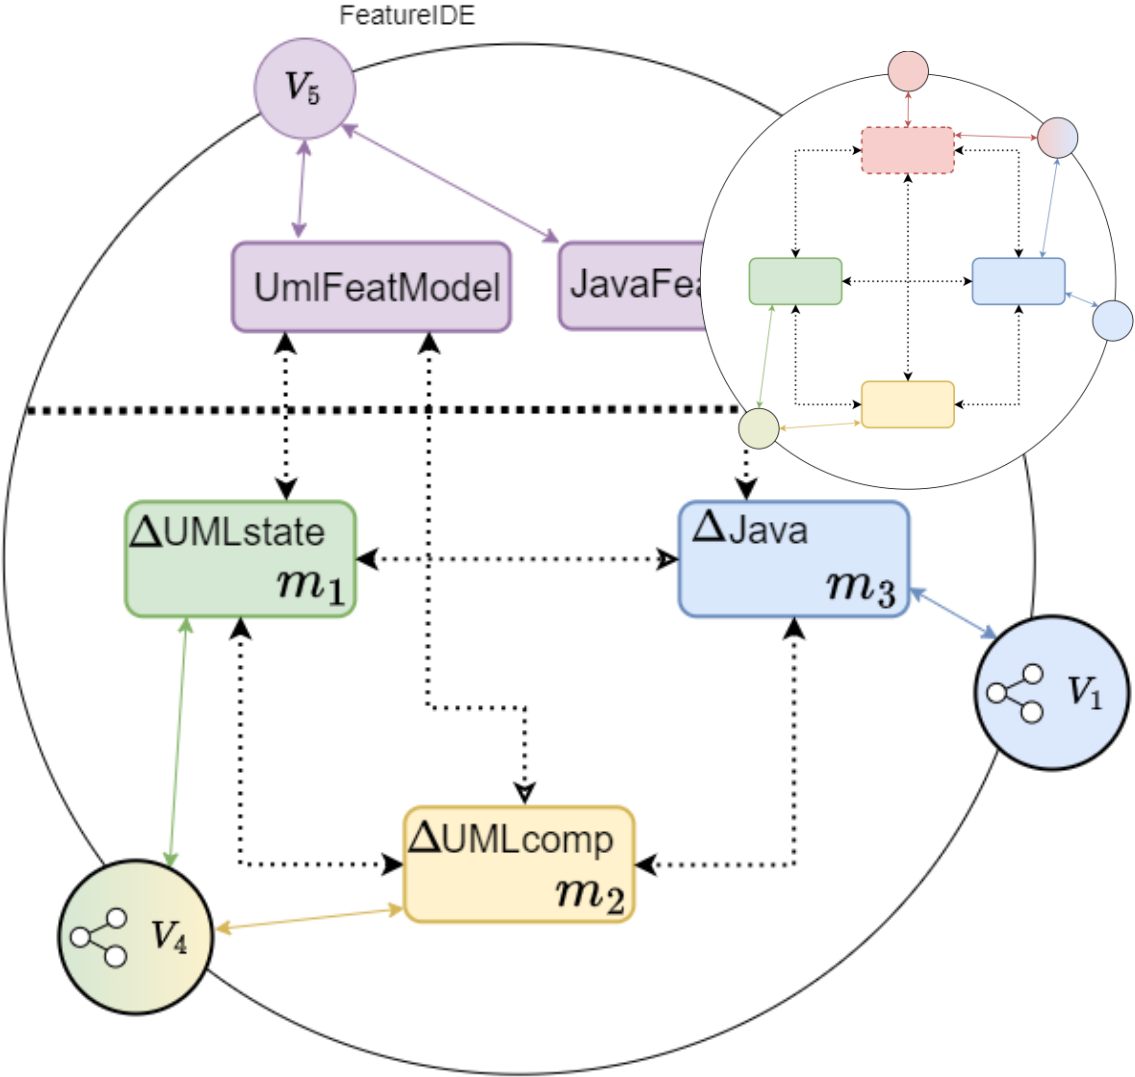 FeatureIDE
V₅
UmlFeatModel
JavaFea
ΔUMLstate
m₁
ΔJava
m₃
V₁
ΔUMLcomp
m₂
V₄